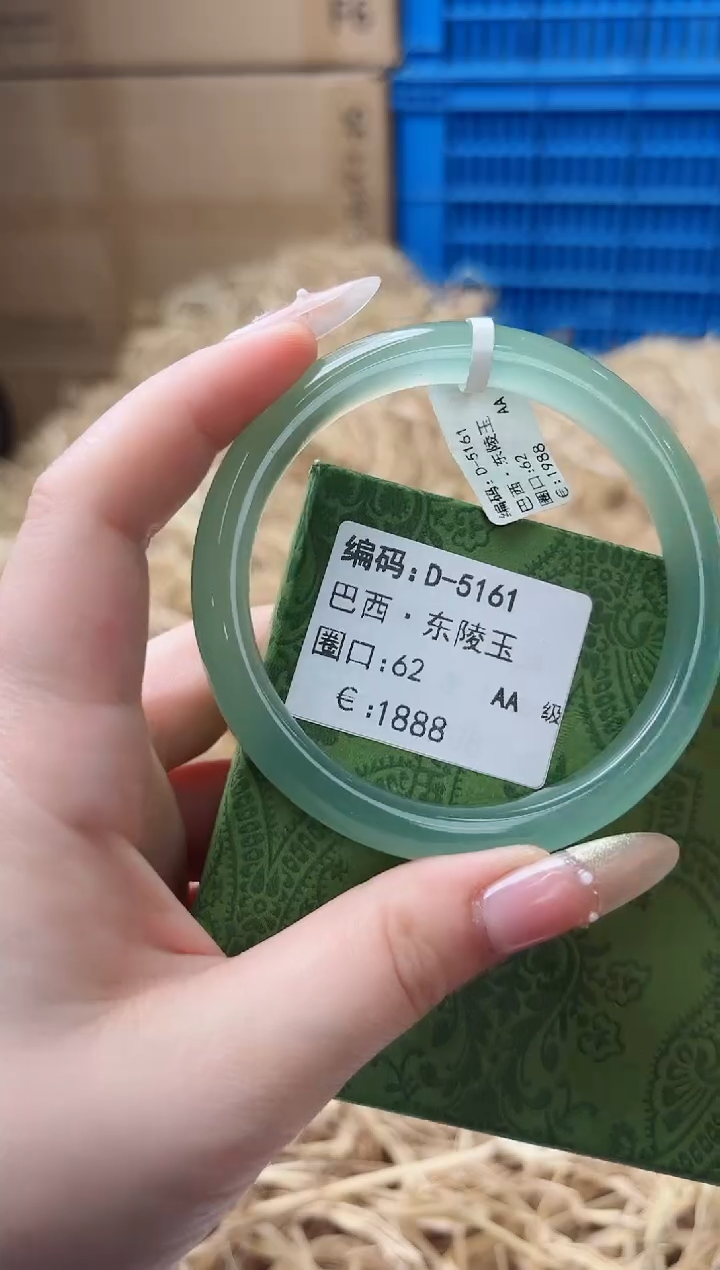 编码:D-5161
巴西·东陵玉 AA
圈口:62
€:1988
编码:D-5161
巴西·东陵玉
圈口:62
AA 级
€:1888